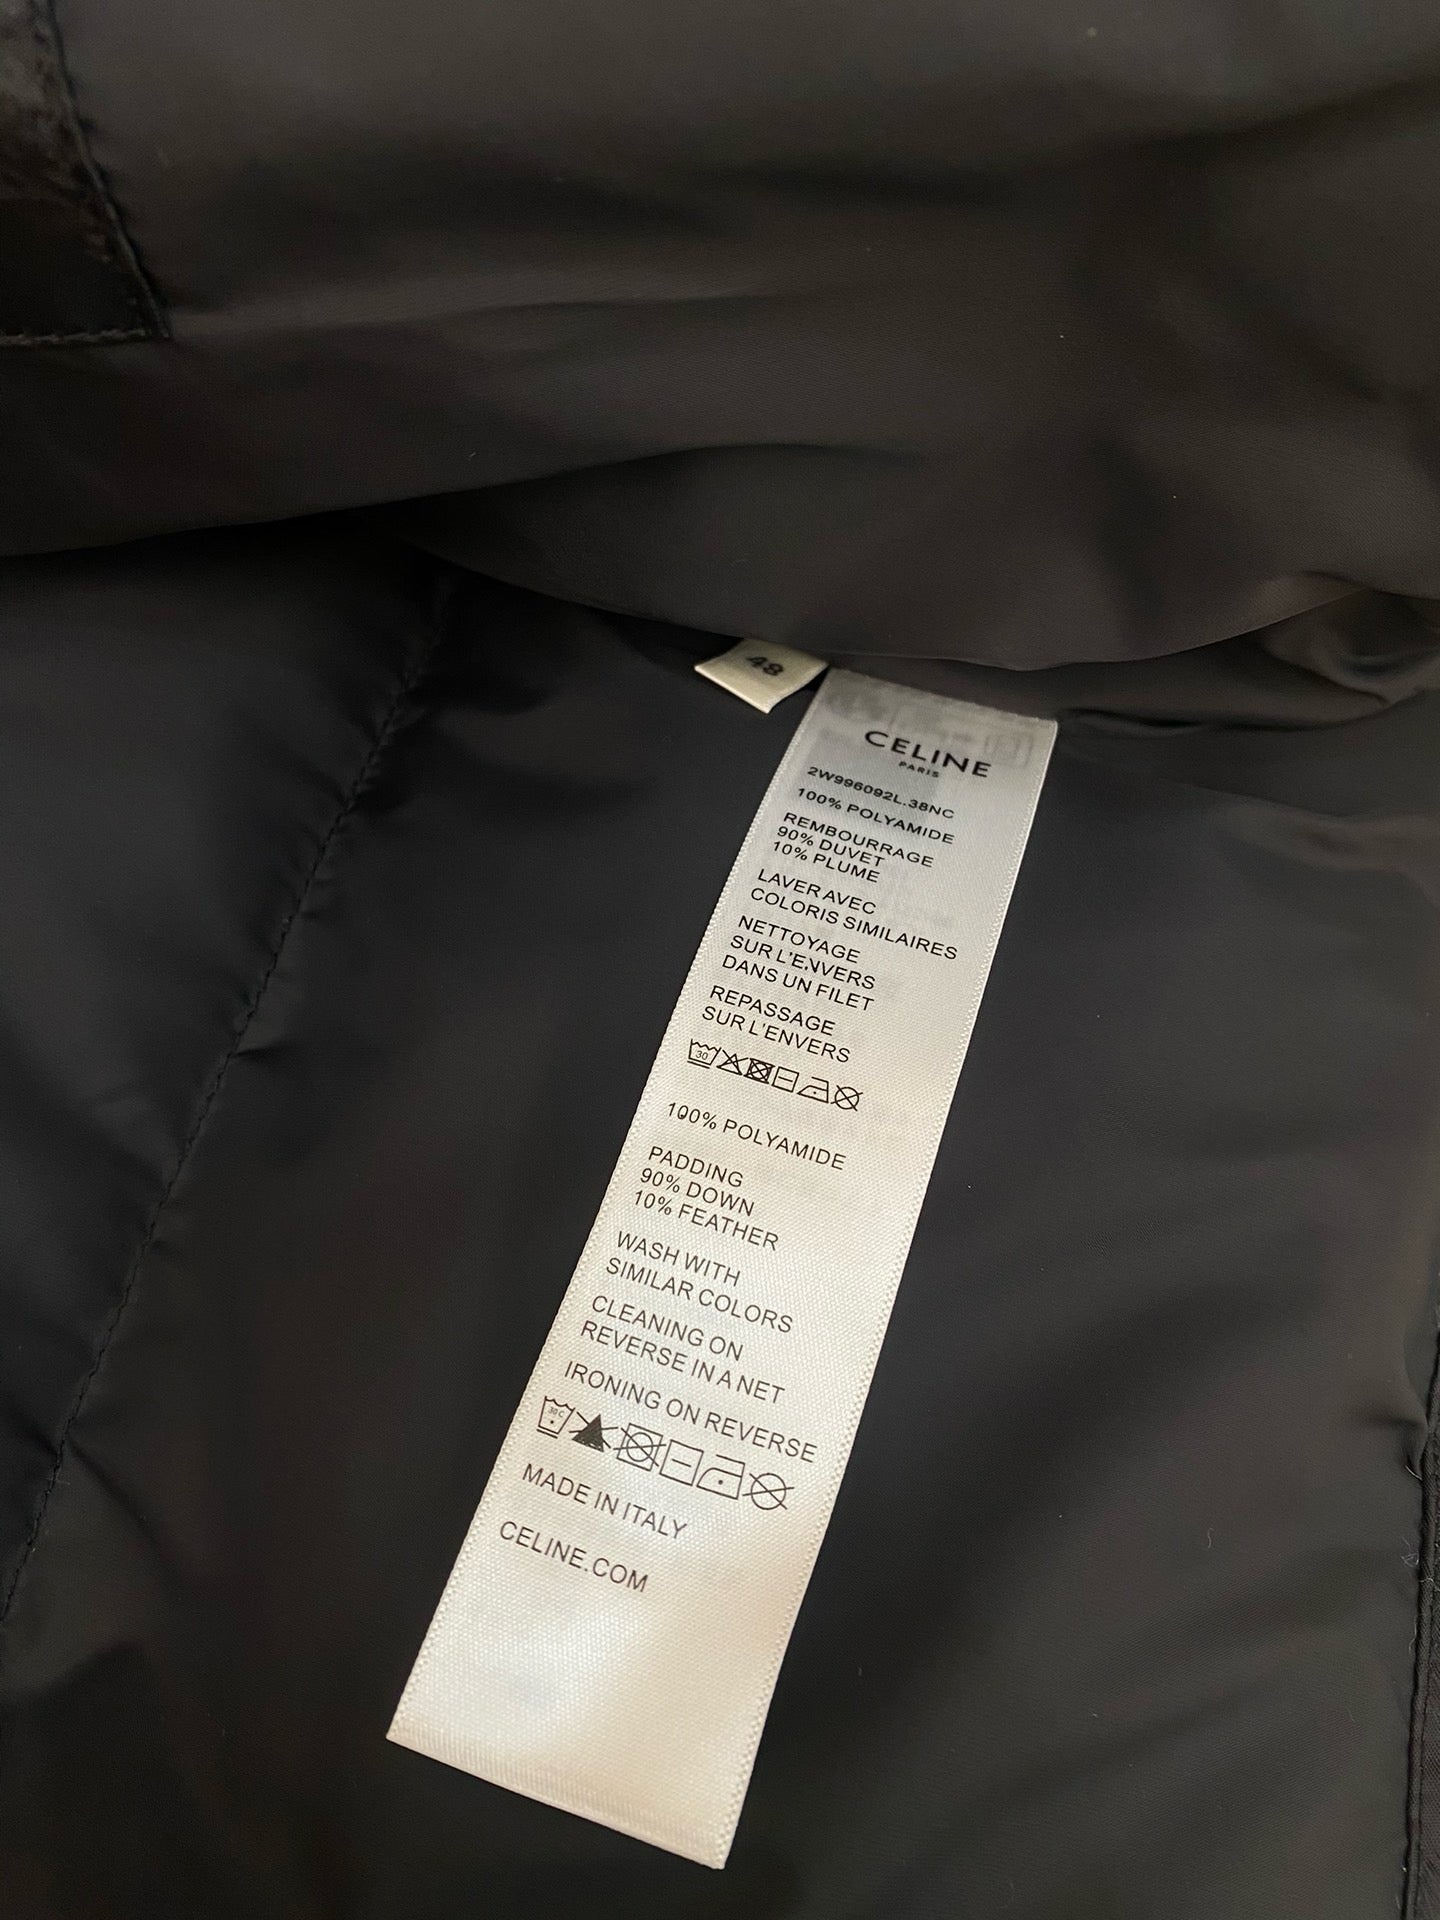 48
CELINE
PARIS
2W996092L.38NC
100% POLYAMIDE
REMBOURRAGE
90% DUVET
10% PLUME
LAVER AVEC
COLORIS SIMILAIRES
NETTOYAGE
SUR L'ENVERS
DANS UN FILET
REPASSAGE
SUR L'ENVERS
30
100% POLYAMIDE
PADDING
90% DOWN
10% FEATHER
WASH WITH
SIMILAR COLORS
CLEANING ON
REVERSE IN A NET
IRONING ON REVERSE
30C
MADE IN ITALY
CELINE.COM